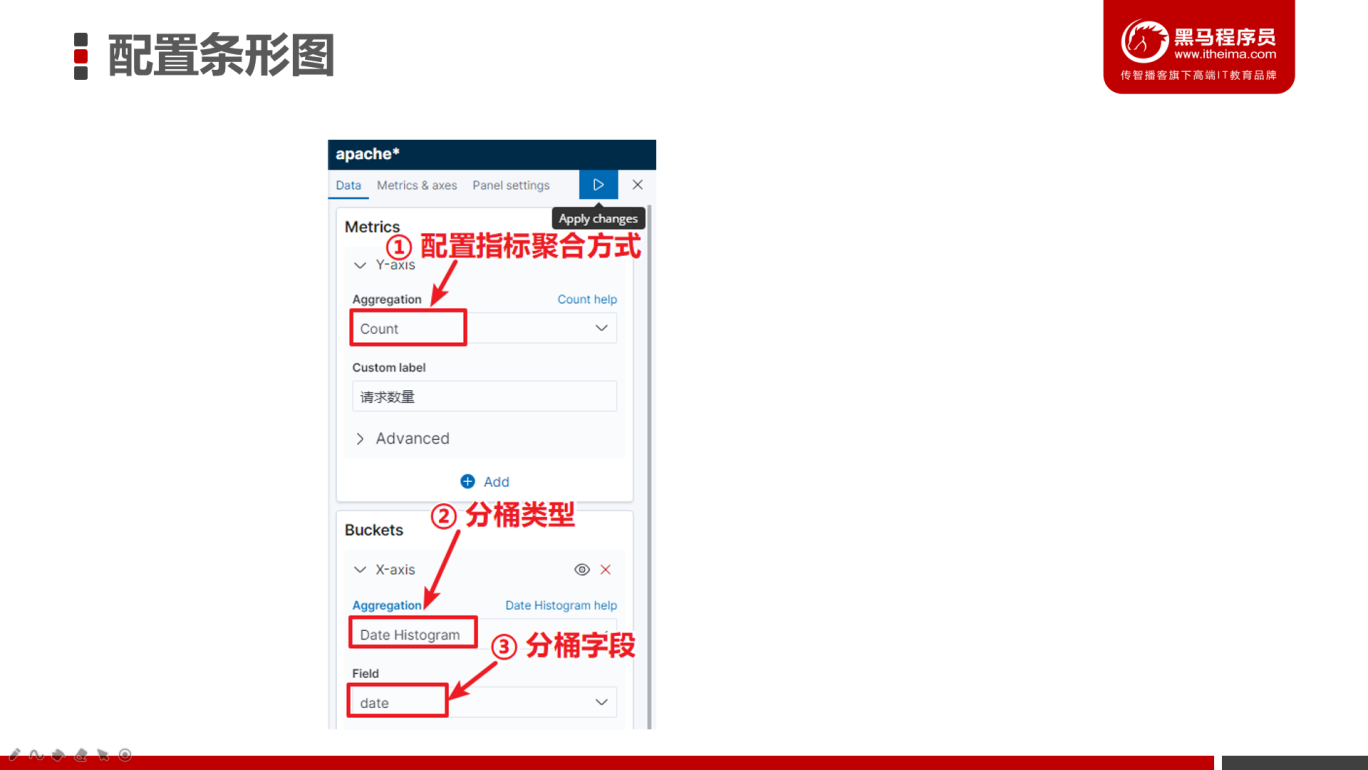 配置条形图
黑马程序员
www.itheima.com
传智播客旗下高端IT教育品牌
apache*
Data Metrics & axes Panel settings
Apply changes
Metrics
① 配置指标聚合方式
Y-axis
Aggregation Count help
Count
Custom label
请求数量
Advanced
Add
② 分桶类型
Buckets
X-axis
Aggregation Date Histogram help
Date Histogram
③ 分桶字段
Field
date